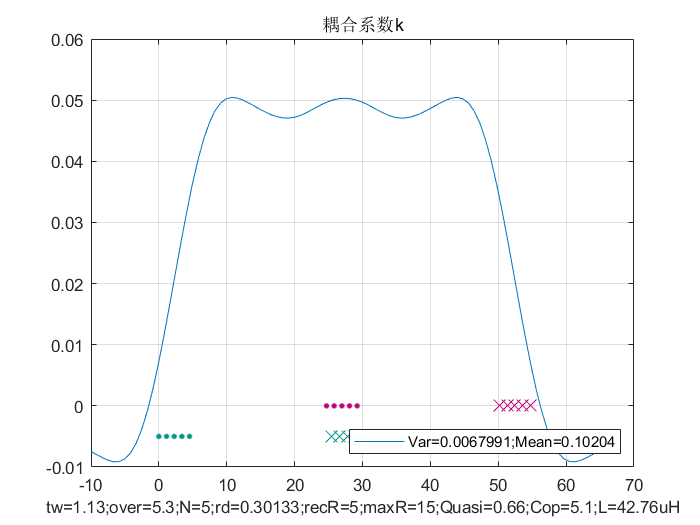 耦合系数k
0.06
0.05
0.04
0.03
0.02
0.01
0
-0.01
Var=0.0067991;Mean=0.10204
-10 0 10 20 30 40 50 60 70
tw=1.13;over=5.3;N=5;rd=0.30133;recR=5;maxR=15;Quasi=0.66;Cop=5.1;L=42.76uH